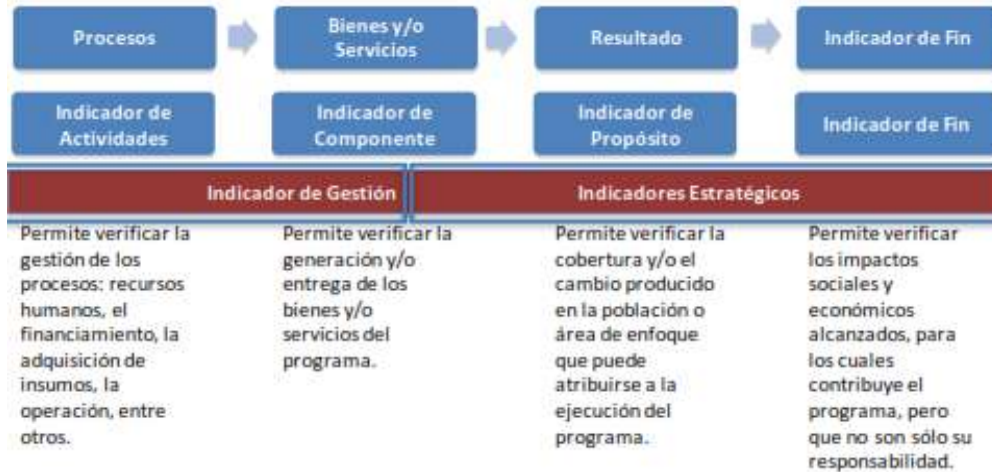 Procesos
Bienes y/o
Servicios
Resultado
Indicador de Fin
Indicador de
Actividades
Indicador de
Componente
Indicador de
Propósito
Indicador de Fin
Indicador de Gestión
Indicadores Estratégicos
Permite verificar la
gestión de los
procesos: recursos
humanos, el
financiamiento, la
adquisición de
insumos, la
operación, entre
otros.
Permite verificar la
generación y/o
entrega de los
bienes y/o
servicios del
programa.
Permite verificar la
cobertura y/o el
cambio producido
en la población o
área de enfoque
que puede
atribuirse a la
ejecución del
programa.
Permite verificar
los impactos
sociales y
económicos
alcanzados, para
los cuales
contribuye el
programa, pero
que no son sólo su
responsabilidad.